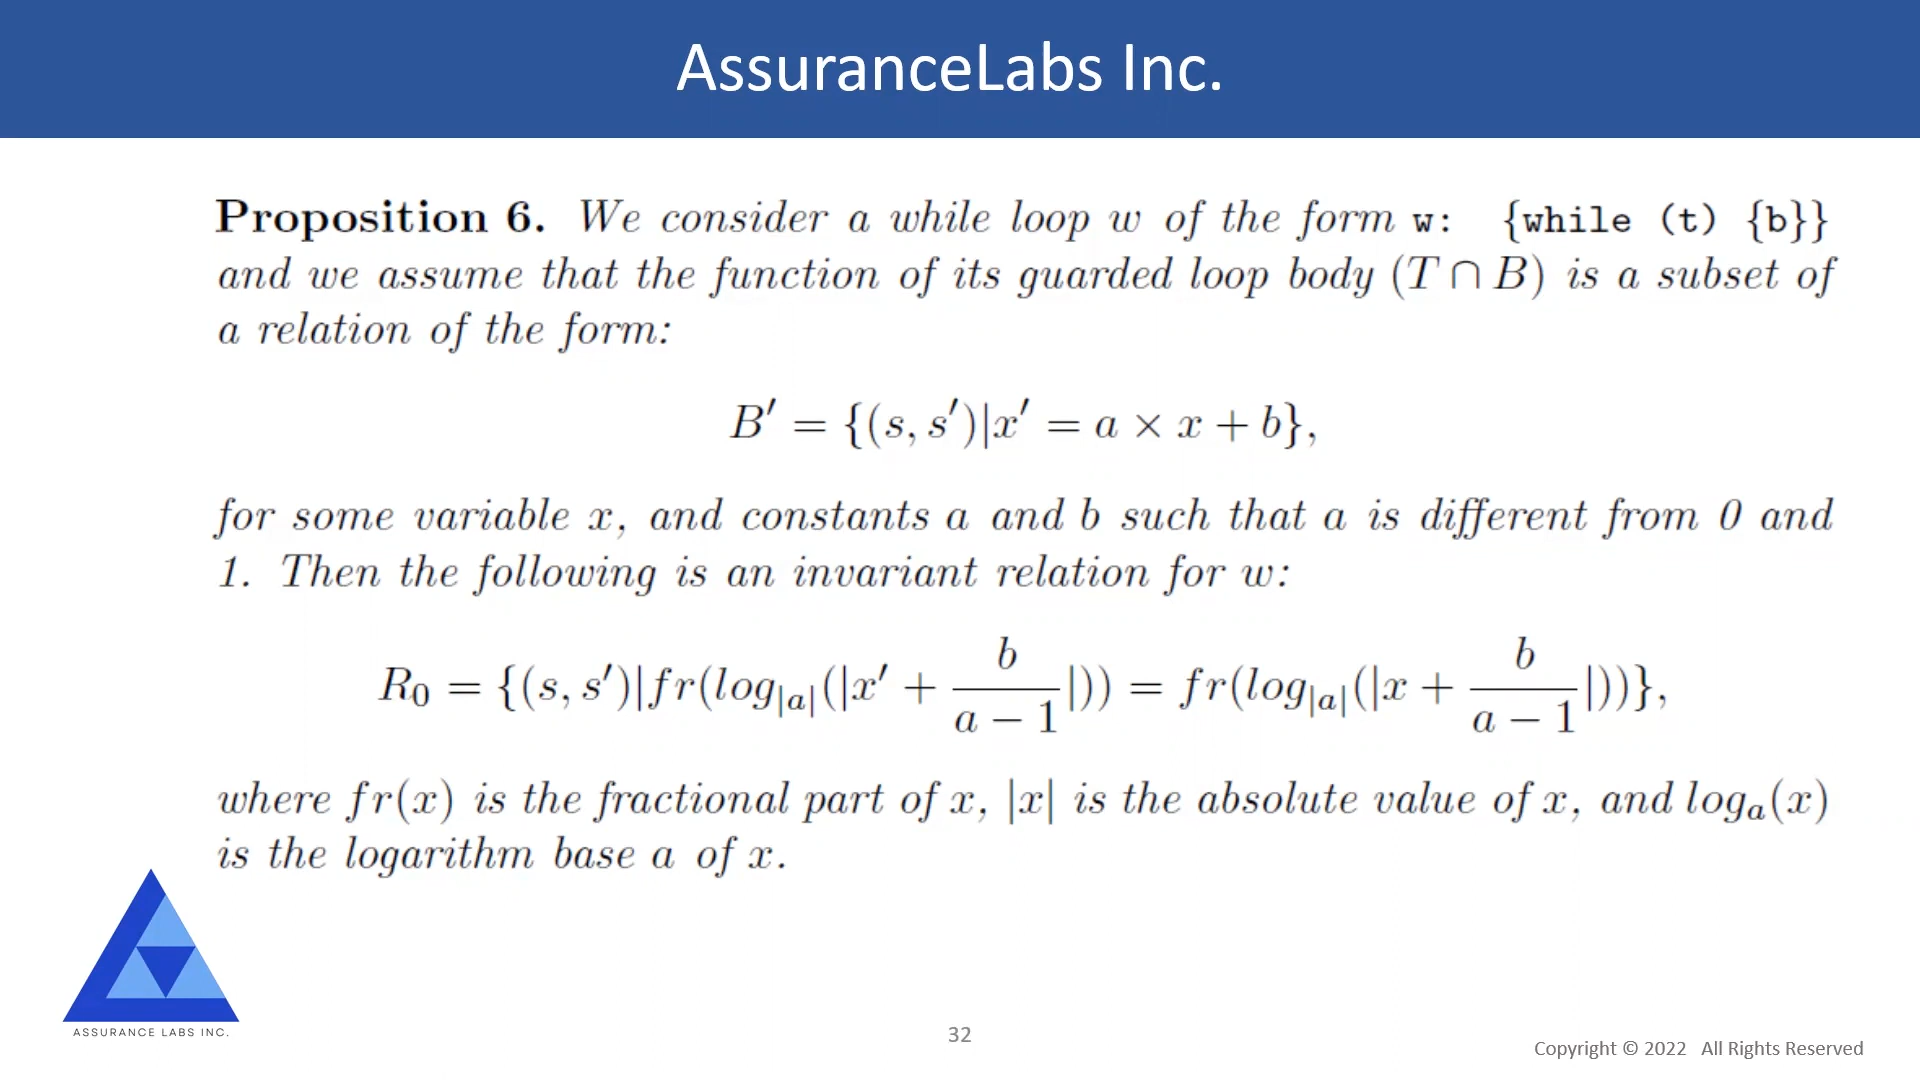 AssuranceLabs Inc.
Proposition 6. We consider a while loop w of the form w: {while (t) {b}}
and we assume that the function of its guarded loop body (T ∩ B) is a subset of
a relation of the form:
B′ = {(s, s′)|x′ = a × x + b},
for some variable x, and constants a and b such that a is different from 0 and
1. Then the following is an invariant relation for w:
R₀ = {(s, s′)|fr(log_{|a|}(|x′ + \frac{b}{a − 1}|)) = fr(log_{|a|}(|x + \frac{b}{a − 1}|))},
where fr(x) is the fractional part of x, |x| is the absolute value of x, and logₐ(x)
is the logarithm base a of x.
ASSURANCE LABS INC.
32
Copyright © 2022 All Rights Reserved